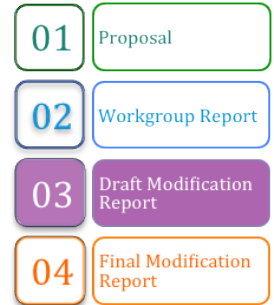 01
Proposal
02
Workgroup Report
03
Draft Modification
Report
04
Final Modification
Report